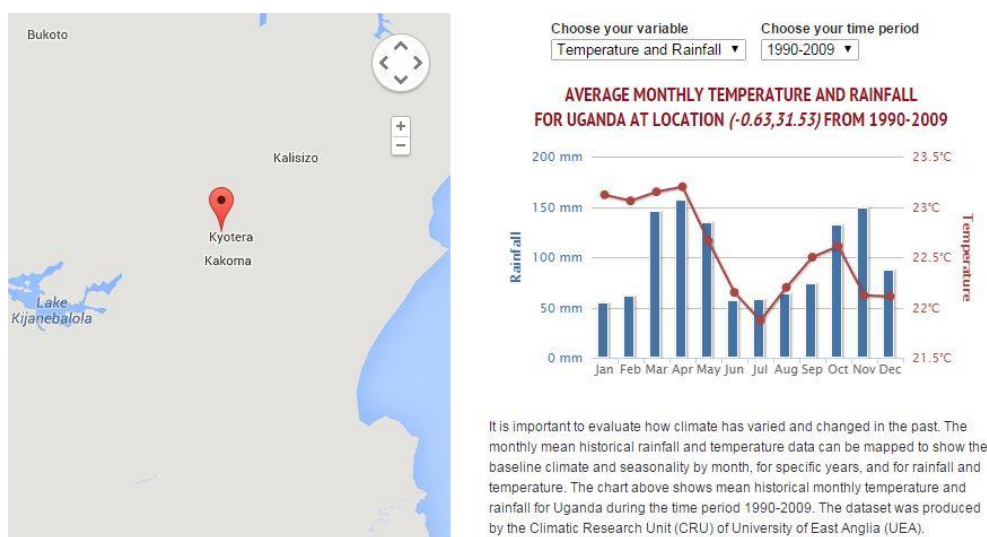 Bukoto
Kalisizo
Kyotera
Kakoma
Lake
Kijanebalola
+
−
Choose your variable
Temperature and Rainfall ▼
Choose your time period
1990-2009 ▼
AVERAGE MONTHLY TEMPERATURE AND RAINFALL
FOR UGANDA AT LOCATION (-0.63,31.53) FROM 1990-2009
200 mm
150 mm
100 mm
50 mm
0 mm
Rainfall
23.5°C
23°C
22.5°C
22°C
21.5°C
Temperature
Jan Feb Mar Apr May Jun Jul Aug Sep Oct Nov Dec
It is important to evaluate how climate has varied and changed in the past. The
monthly mean historical rainfall and temperature data can be mapped to show the
baseline climate and seasonality by month, for specific years, and for rainfall and
temperature. The chart above shows mean historical monthly temperature and
rainfall for Uganda during the time period 1990-2009. The dataset was produced
by the Climatic Research Unit (CRU) of University of East Anglia (UEA).